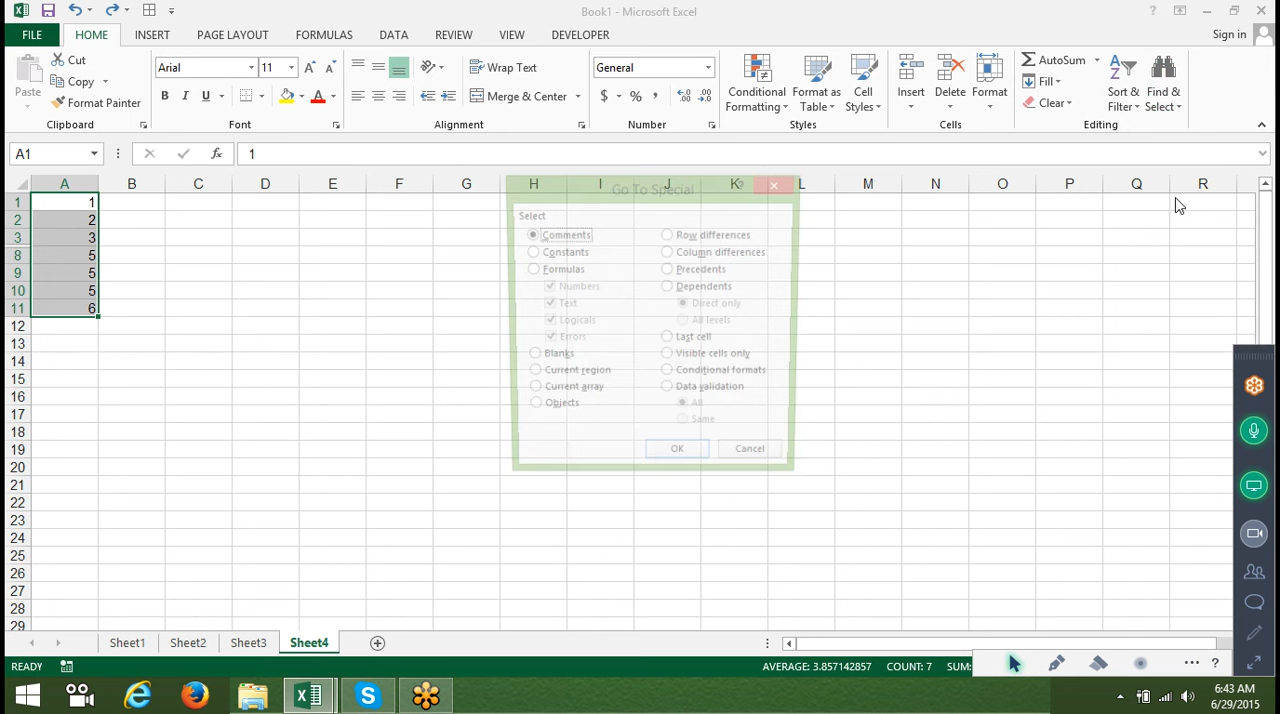 Book1 - Microsoft Excel
?
FILE HOME INSERT PAGE LAYOUT FORMULAS DATA REVIEW VIEW DEVELOPER Sign in
Paste Cut Copy Format Painter
Clipboard
Arial 11 A A
B I U A
Font
Wrap Text
Merge & Center
Alignment
General
$ % ,
Number
Conditional Formatting Format as Table Cell Styles
Styles
Insert Delete Format
Cells
AutoSum Fill Clear Sort & Filter Find & Select
Editing
A1 fx 1
A B C D E F G H I J K L M N O P Q R
1 1
2 2
3 3
8 5
9 5
10 5
11 6
12
13
14
15
16
17
18
19
20
21
22
23
24
25
26
27
28
29
Go To Special ?
Select
Comments Row differences
Constants Column differences
Formulas Precedents
Numbers Dependents
Text Direct only
Logicals All levels
Errors Last cell
Blanks Visible cells only
Current region Conditional formats
Current array Data validation
Objects All
Same
OK Cancel
Sheet1 Sheet2 Sheet3 Sheet4
READY AVERAGE: 3.857142857 COUNT: 7 SUM:
?
6:43 AM
6/29/2015